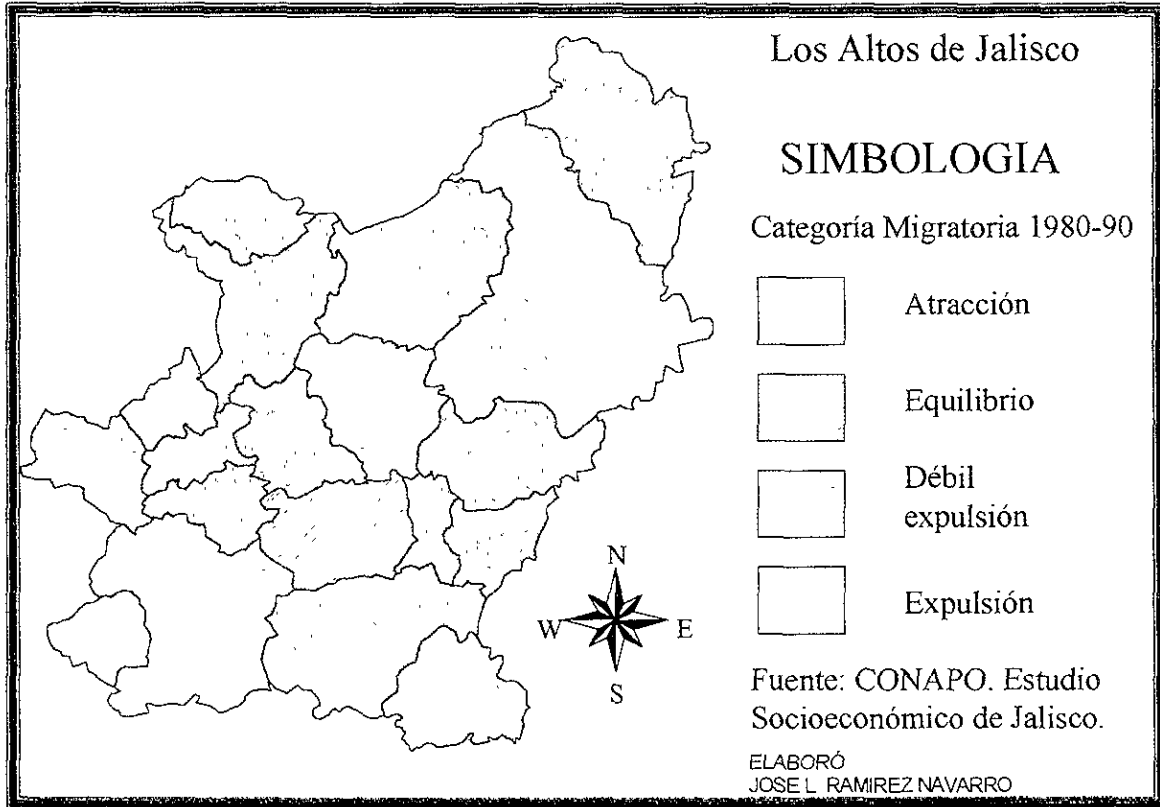 Los Altos de Jalisco
SIMBOLOGIA
Categoría Migratoria 1980-90
Atracción
Equilibrio
Débil
expulsión
Expulsión
N
W E
S
Fuente: CONAPO. Estudio
Socioeconómico de Jalisco.
ELABORÓ
JOSE L RAMIREZ NAVARRO